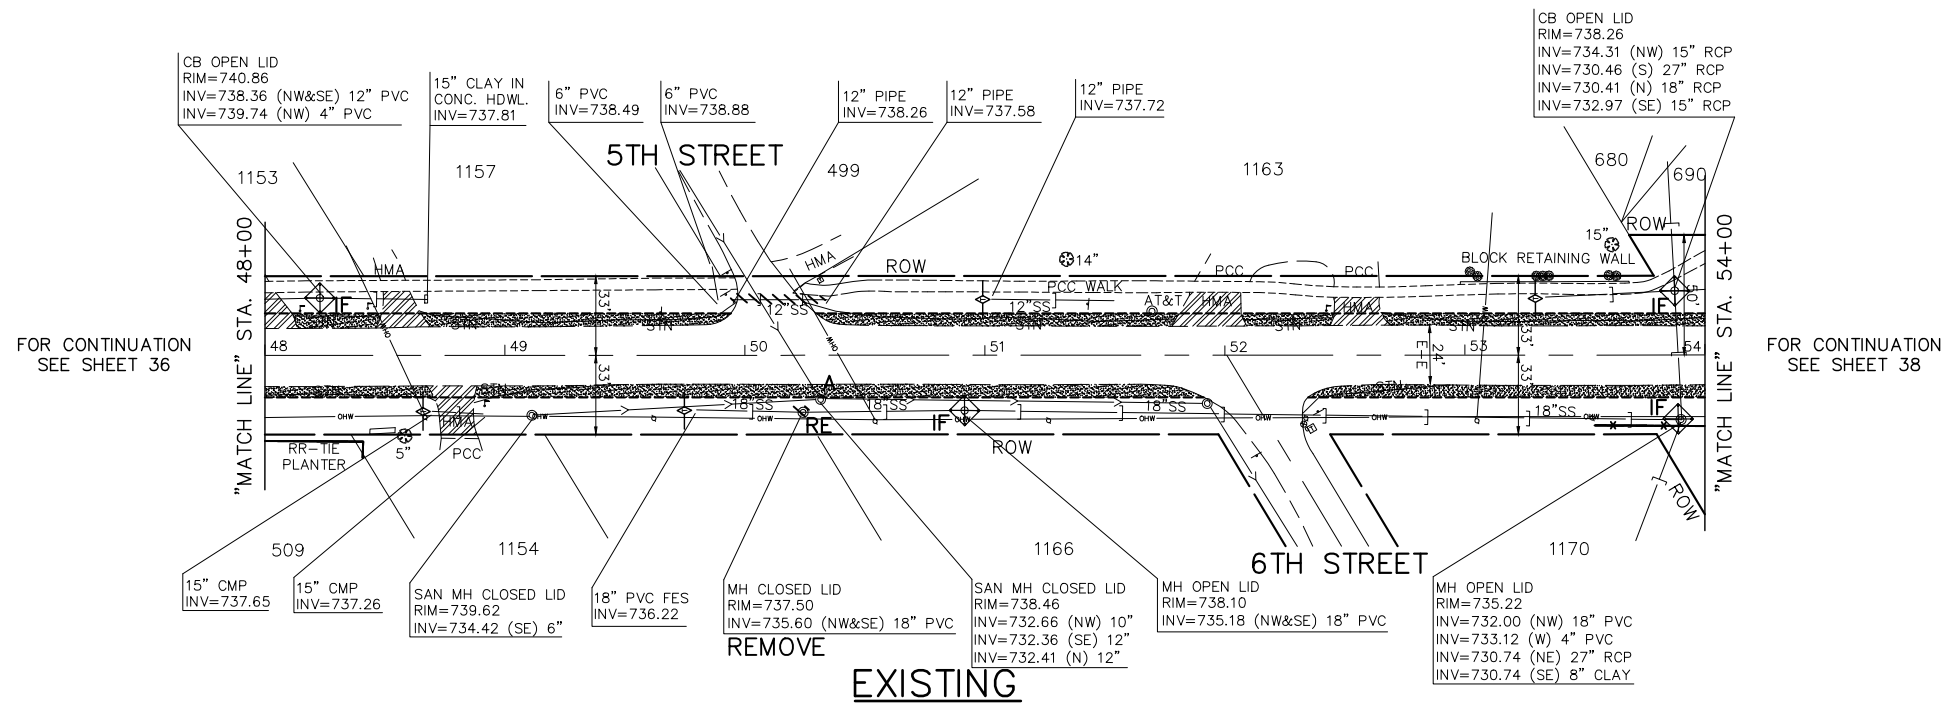 CB OPEN LID
RIM=740.86
INV=738.36 (NW&SE) 12" PVC
INV=739.74 (NW) 4" PVC
15" CLAY IN
CONC. HDWL.
INV=737.81
6" PVC
INV=738.49
6" PVC
INV=738.88
12" PIPE
INV=738.26
12" PIPE
INV=737.58
12" PIPE
INV=737.72
CB OPEN LID
RIM=738.26
INV=734.31 (NW) 15" RCP
INV=730.46 (S) 27" RCP
INV=730.41 (N) 18" RCP
INV=732.97 (SE) 15" RCP
5TH STREET
1153
1157
499
1163
680
690
"MATCH LINE" STA. 48+00
"MATCH LINE" STA. 54+00
FOR CONTINUATION
SEE SHEET 36
FOR CONTINUATION
SEE SHEET 38
HMA
HMA
ROW
14"
PCC
PCC
15"
ROW
BLOCK RETAINING WALL
PCC WALK
IF
33'
12"SS
12"SS
AT&T
HMA
HMA
IF
50'
STN
STN
STN
STN
STN
STN
OHW
OHW
48
49
50
51
52
53
54
33'
33'
24'
E-E
33'
STN
STN
STN
A
18"SS
18"SS
18"SS
18"SS
OHW
OHW
OHW
OHW
OHW
OHW
OHW
OHW
HMA
RE
IF
IF
RR-TIE
PLANTER
5"
PCC
ROW
ROW
509
1154
1166
6TH STREET
1170
15" CMP
INV=737.65
15" CMP
INV=737.26
SAN MH CLOSED LID
RIM=739.62
INV=734.42 (SE) 6"
18" PVC FES
INV=736.22
MH CLOSED LID
RIM=737.50
INV=735.60 (NW&SE) 18" PVC
REMOVE
SAN MH CLOSED LID
RIM=738.46
INV=732.66 (NW) 10"
INV=732.36 (SE) 12"
INV=732.41 (N) 12"
MH OPEN LID
RIM=738.10
INV=735.18 (NW&SE) 18" PVC
MH OPEN LID
RIM=735.22
INV=732.00 (NW) 18" PVC
INV=733.12 (W) 4" PVC
INV=730.74 (NE) 27" RCP
INV=730.74 (SE) 8" CLAY
EXISTING